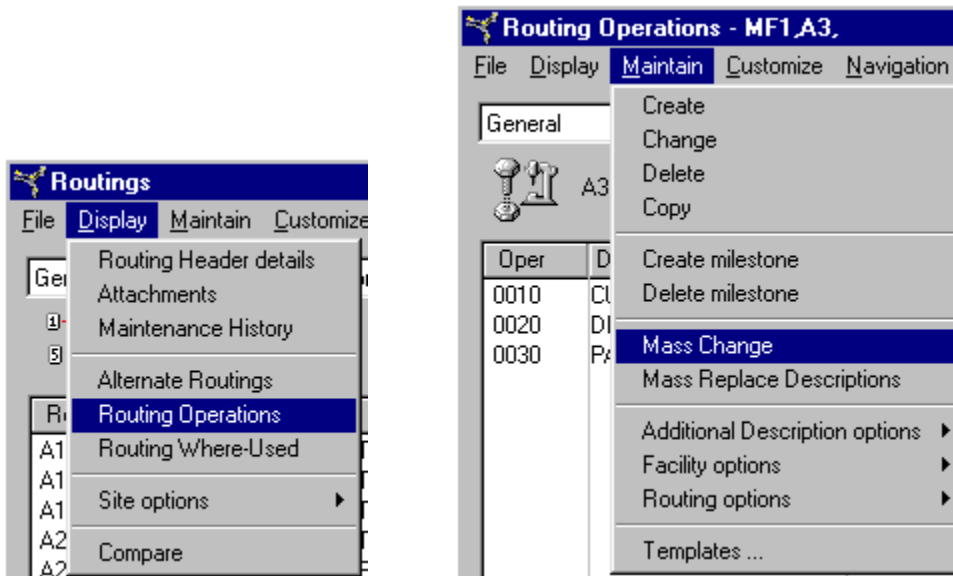 Routings
File Display Maintain Customize
Routing Header details
Attachments
Maintenance History
Alternate Routings
Routing Operations
Routing Where-Used
Site options
Compare
A1
A1
A1
A2
A2
Routing Operations - MF1,A3,
File Display Maintain Customize Navigation
General
A3
Create
Change
Delete
Copy
Create milestone
Delete milestone
Mass Change
Mass Replace Descriptions
Additional Description options
Facility options
Routing options
Templates ...
Oper
0010
0020
0030